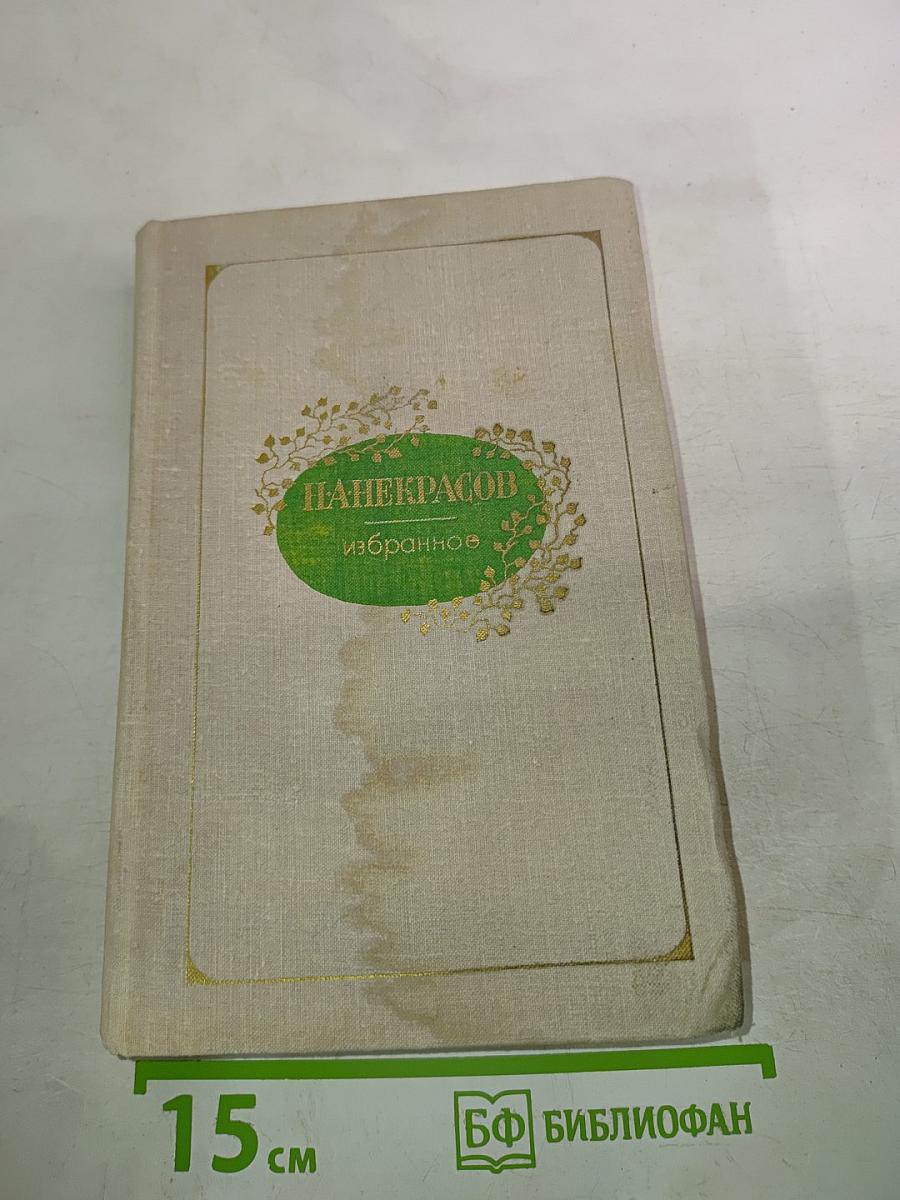 Н·А·НЕКРАСОВ
избранное
15 см
БФ БИБЛИОФАН